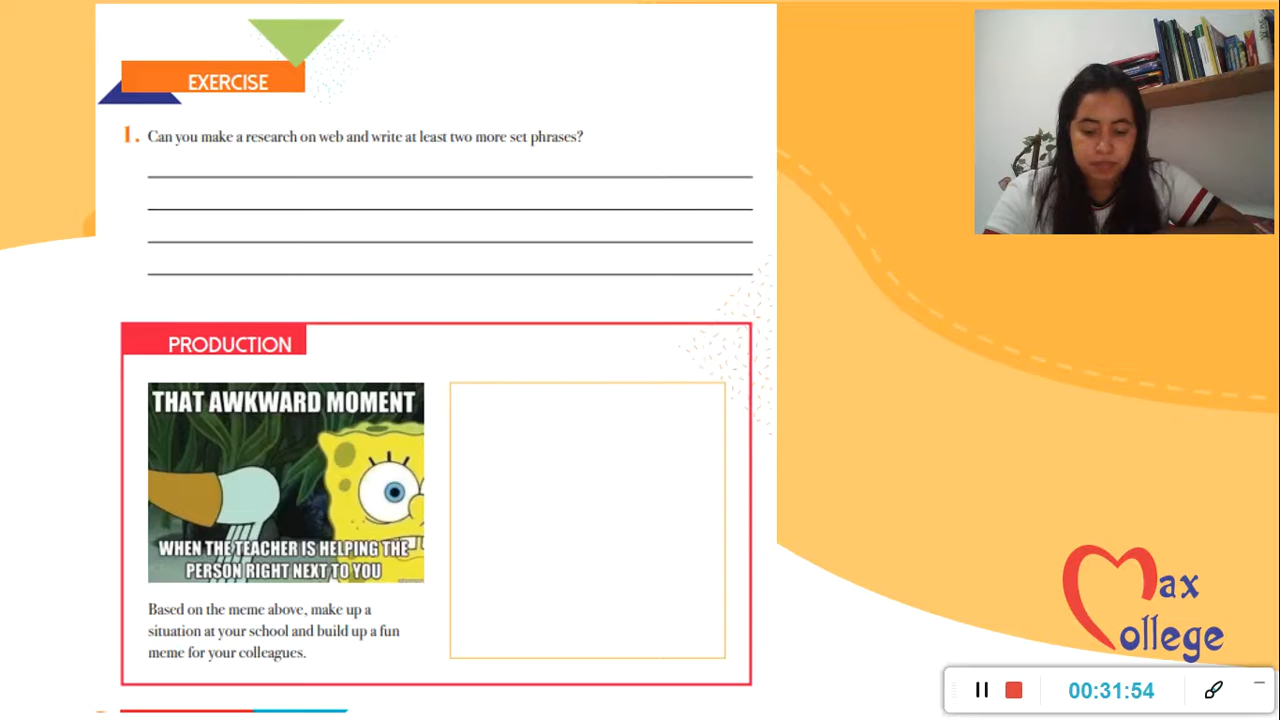 EXERCISE
1. Can you make a research on web and write at least two more set phrases?
PRODUCTION
THAT AWKWARD MOMENT
WHEN THE TEACHER IS HELPING THE
PERSON RIGHT NEXT TO YOU
Based on the meme above, make up a
situation at your school and build up a fun
meme for your colleagues.
Max
College
00:31:54